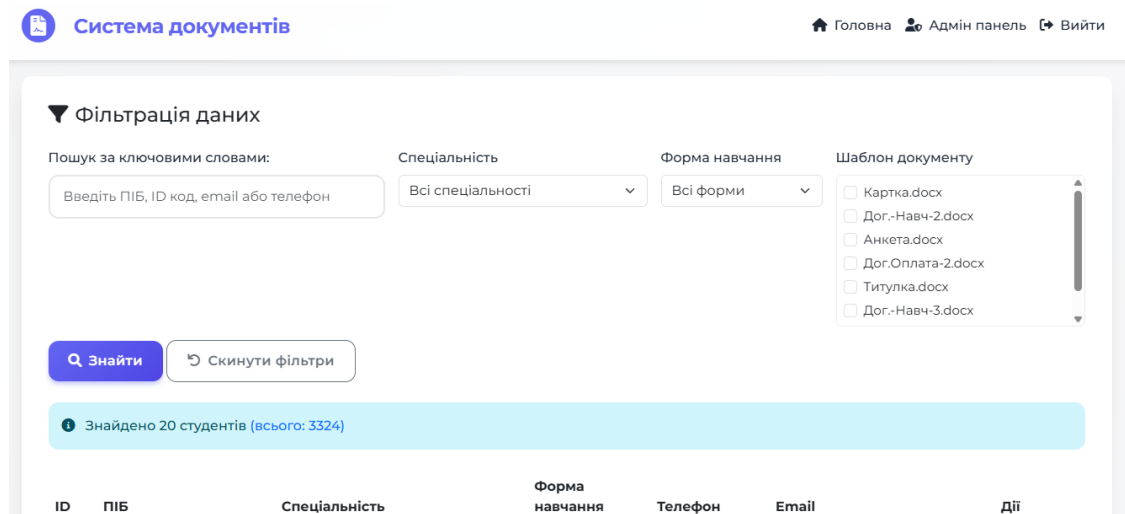 Система документів
Головна Адмін панель Вийти
Фільтрація даних
Пошук за ключовими словами:
Введіть ПІБ, ID код, email або телефон
Спеціальність
Всі спеціальності
Форма навчання
Всі форми
Шаблон документу
Картка.docx
Дог.-Навч-2.docx
Анкета.docx
Дог.Оплата-2.docx
Титулка.docx
Дог.-Навч-3.docx
Знайти
Скинути фільтри
Знайдено 20 студентів (всього: 3324)
ID ПІБ Спеціальність Форма навчання Телефон Email Дії